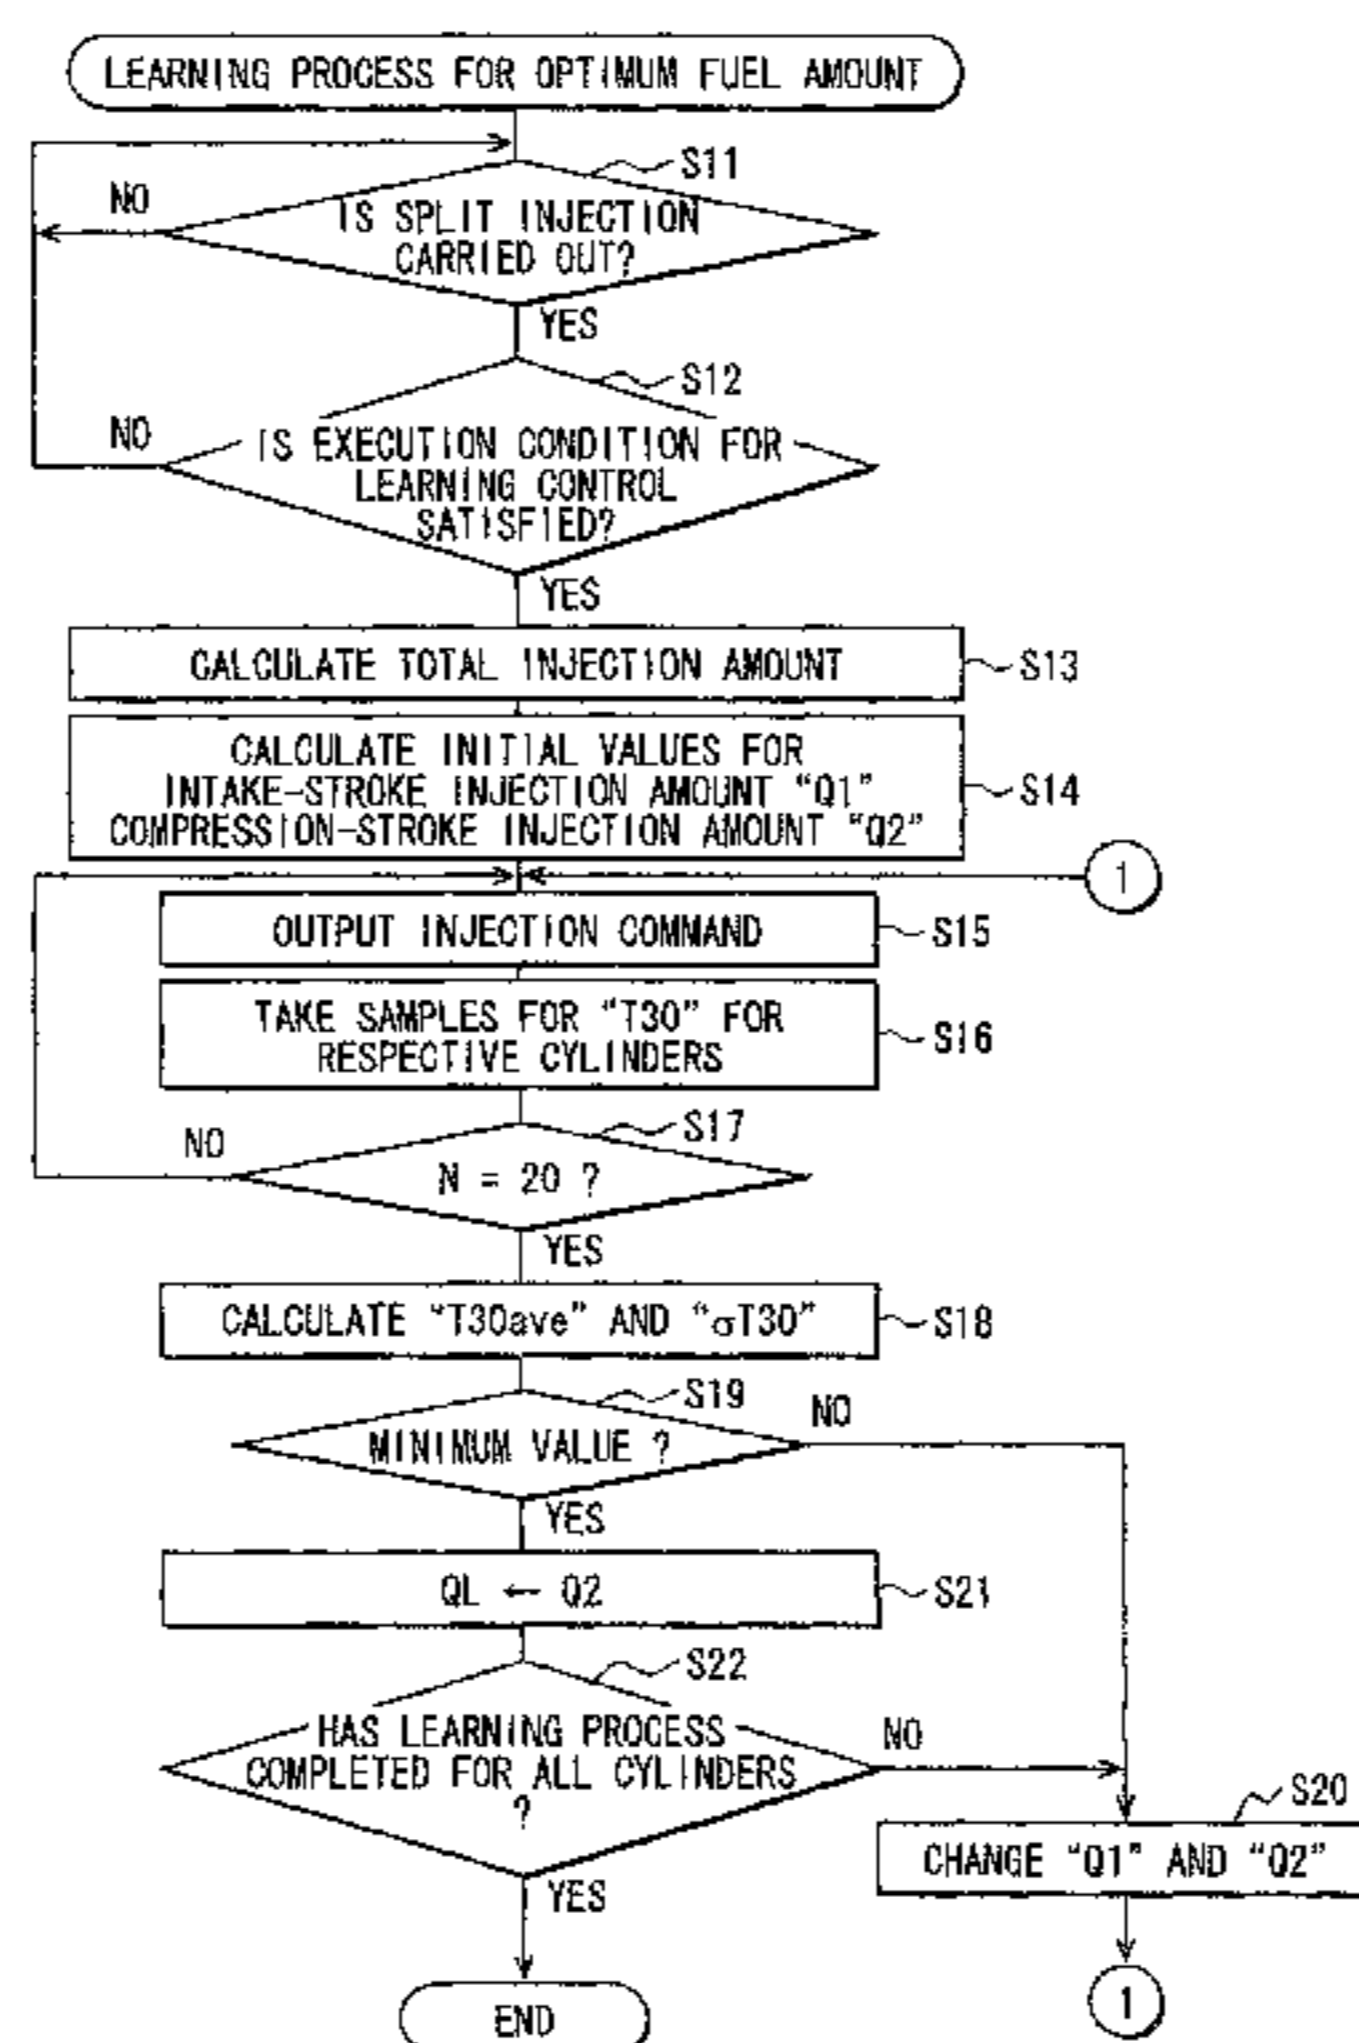 LEARNING PROCESS FOR OPTIMUM FUEL AMOUNT
S11
NO
IS SPLIT INJECTION
CARRIED OUT?
YES
S12
NO
IS EXECUTION CONDITION FOR
LEARNING CONTROL
SATISFIED?
YES
CALCULATE TOTAL INJECTION AMOUNT
S13
CALCULATE INITIAL VALUES FOR
INTAKE-STROKE INJECTION AMOUNT “Q1”
COMPRESSION-STROKE INJECTION AMOUNT “Q2”
S14
1
OUTPUT INJECTION COMMAND
S15
TAKE SAMPLES FOR “T30” FOR
RESPECTIVE CYLINDERS
S16
S17
NO
N = 20 ?
YES
CALCULATE “T30ave” AND “σT30”
S18
S19
NO
MINIMUM VALUE ?
YES
QL ← Q2
S21
S22
HAS LEARNING PROCESS
COMPLETED FOR ALL CYLINDERS
?
NO
YES
S20
CHANGE “Q1” AND “Q2”
1
END